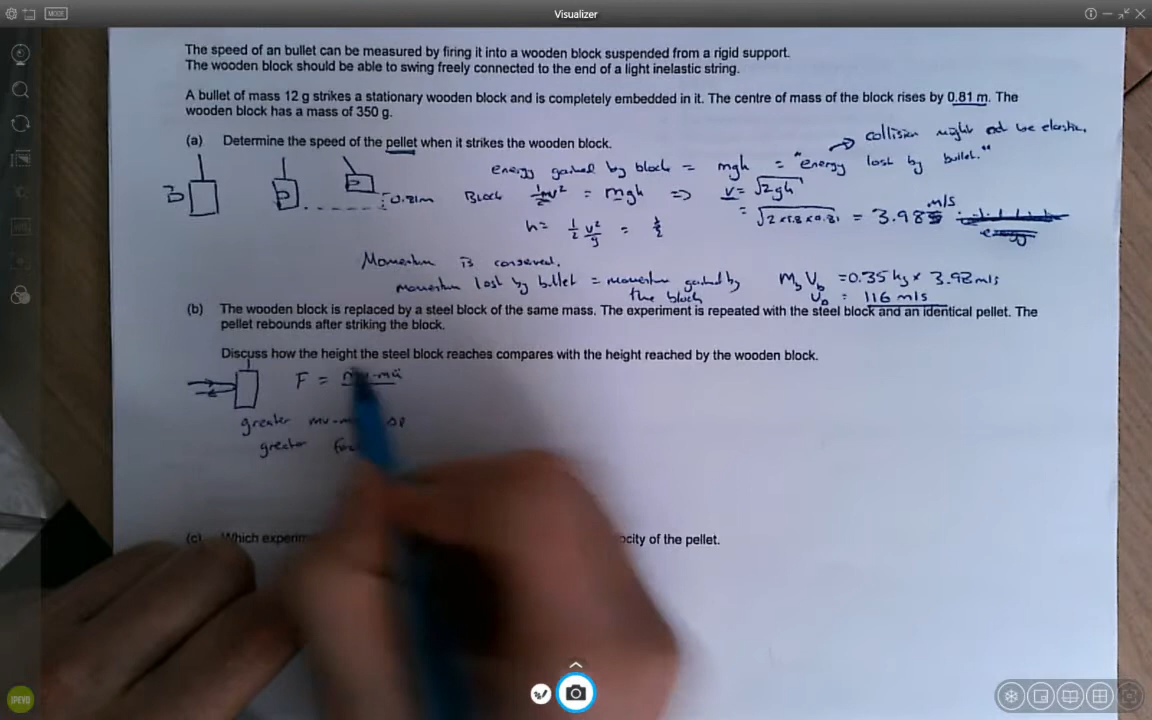 MODE
Visualizer
The speed of an bullet can be measured by firing it into a wooden block suspended from a rigid support.
The wooden block should be able to swing freely connected to the end of a light inelastic string.
A bullet of mass 12 g strikes a stationary wooden block and is completely embedded in it. The centre of mass of the block rises by 0.81 m. The
wooden block has a mass of 350 g.
(a) Determine the speed of the pellet when it strikes the wooden block.
collision might not be elastic.
energy gained by block = mgh = "energy lost by bullet."
0.81m
Block ½v² = mgh ⇒ v = √2gh
= √2×9.8×0.81 = 3.98 m/s
h = ½ v²/g =
Momentum is conserved.
momentum lost by bullet = momentum gained by the block
m_b V_b = 0.35 kg × 3.98 m/s
= 116 m/s
(b) The wooden block is replaced by a steel block of the same mass. The experiment is repeated with the steel block and an identical pellet. The
pellet rebounds after striking the block.
Discuss how the height the steel block reaches compares with the height reached by the wooden block.
F = mv-mu
greater
greater
(c) Which
ocity of the pellet.
IPEVO